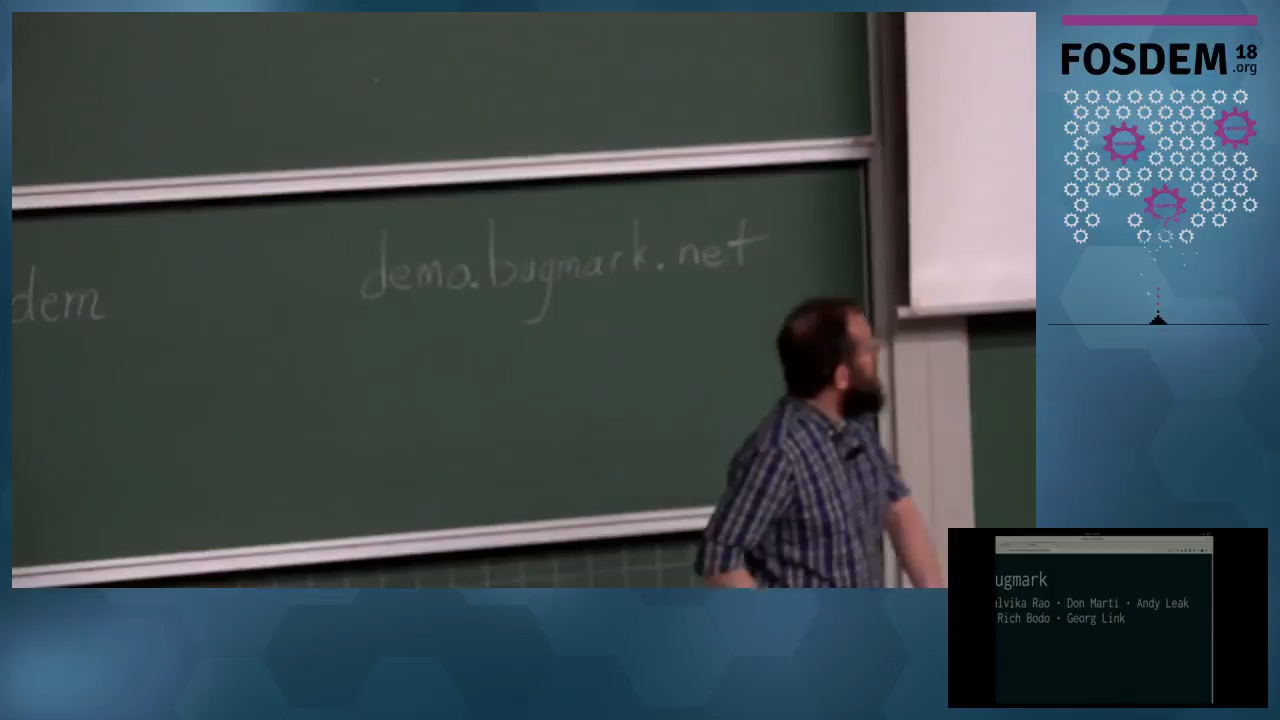 dem
demo.bugmark.net
FOSDEM 18
.org
ugmark
lvika Rao · Don Marti · Andy Leak
Rich Bodo · Georg Link